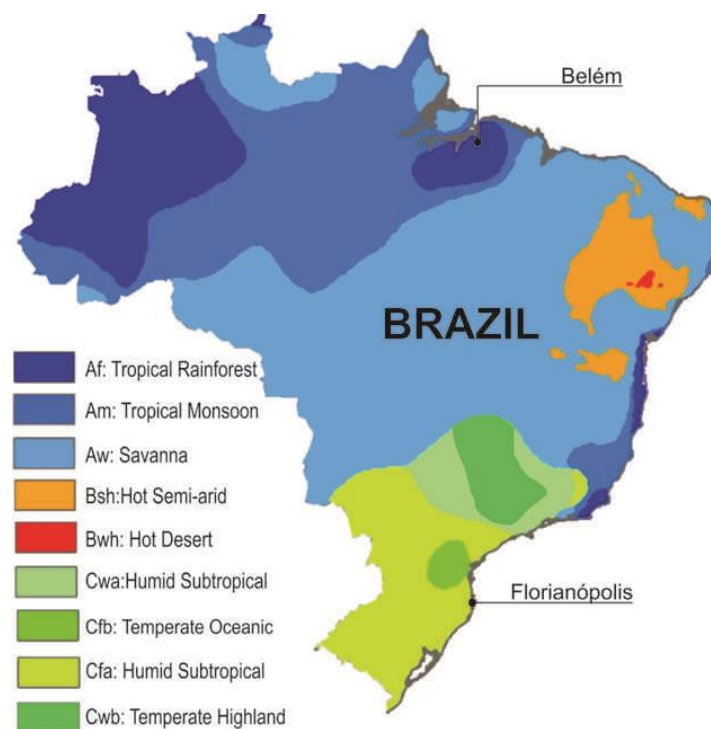 Belém
BRAZIL
Af: Tropical Rainforest
Am: Tropical Monsoon
Aw: Savanna
Bsh:Hot Semi-arid
Bwh: Hot Desert
Cwa:Humid Subtropical
Cfb: Temperate Oceanic
Cfa: Humid Subtropical
Cwb: Temperate Highland
Florianópolis